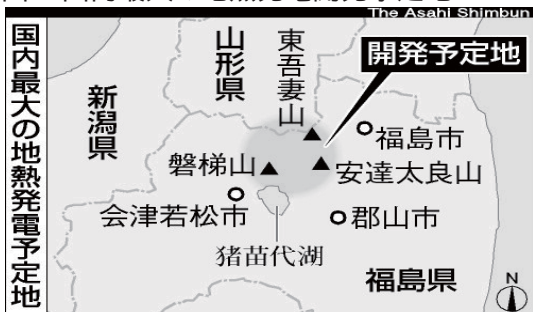 The Asahi Shimbun
国内最大の地熱発電予定地
山形県
東吾妻山
開発予定地
新潟県
福島市
磐梯山
安達太良山
会津若松市
郡山市
猪苗代湖
福島県
N